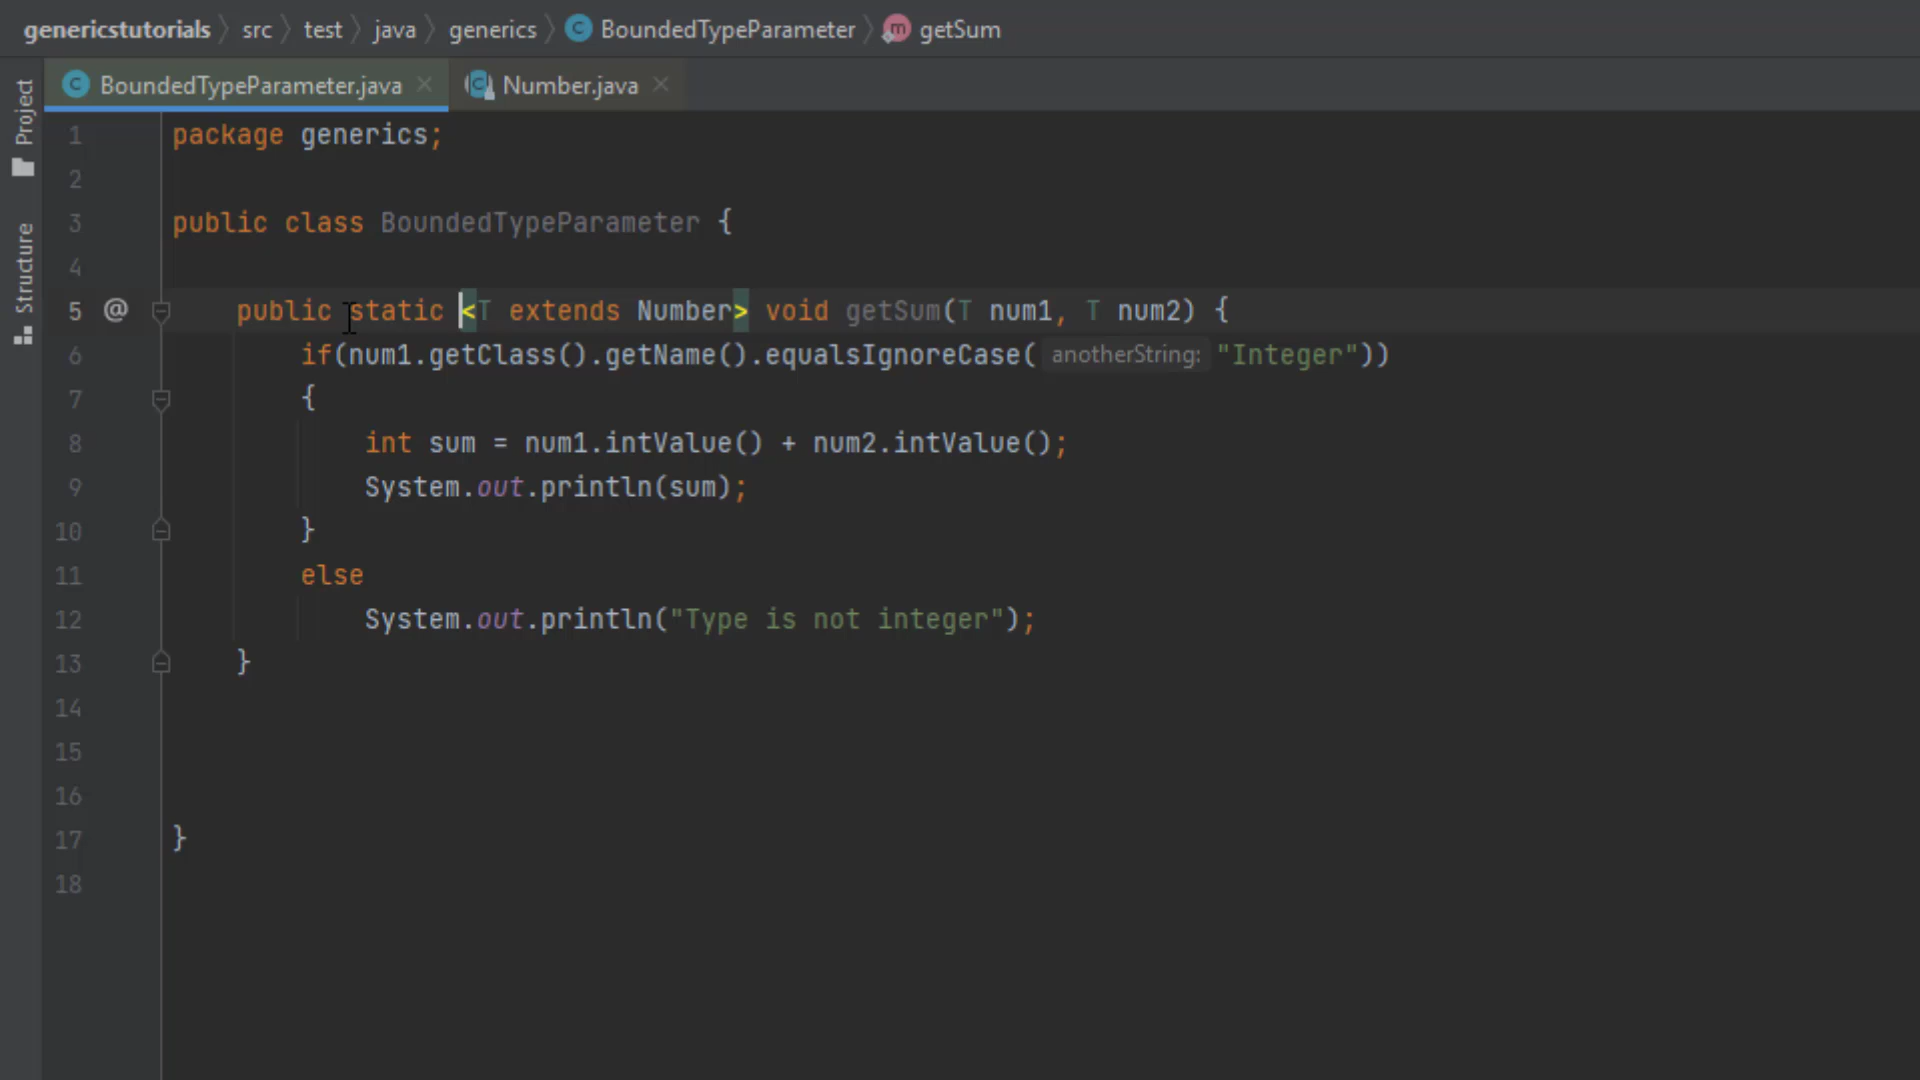 genericstutorials src test java generics C BoundedTypeParameter m getSum
C BoundedTypeParameter.java C Number.java
Project
Structure
1 package generics;
2
3 public class BoundedTypeParameter {
4
5 @ public static <T extends Number> void getSum(T num1, T num2) {
6 if(num1.getClass().getName().equalsIgnoreCase( anotherString: "Integer"))
7 {
8 int sum = num1.intValue() + num2.intValue();
9 System.out.println(sum);
10 }
11 else
12 System.out.println("Type is not integer");
13 }
14
15
16
17 }
18